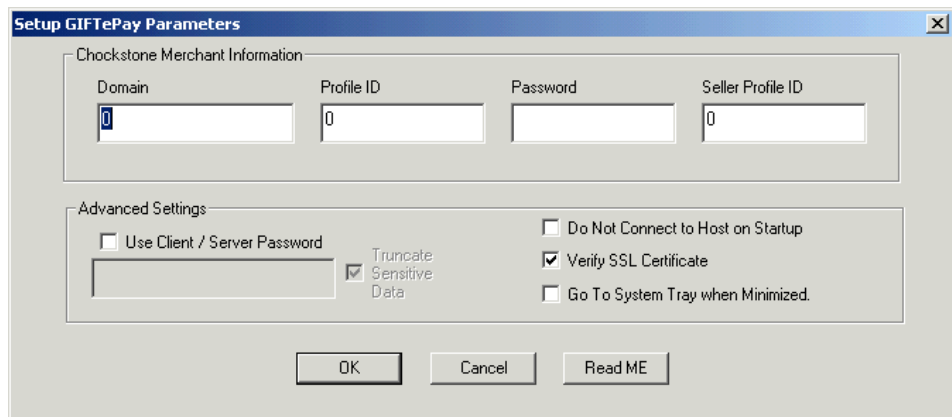 Setup GIFTePay Parameters
Chockstone Merchant Information
Domain Profile ID Password Seller Profile ID
0 0 0
Advanced Settings
Use Client / Server Password
Truncate
Sensitive
Data
Do Not Connect to Host on Startup
Verify SSL Certificate
Go To System Tray when Minimized.
OK Cancel Read ME